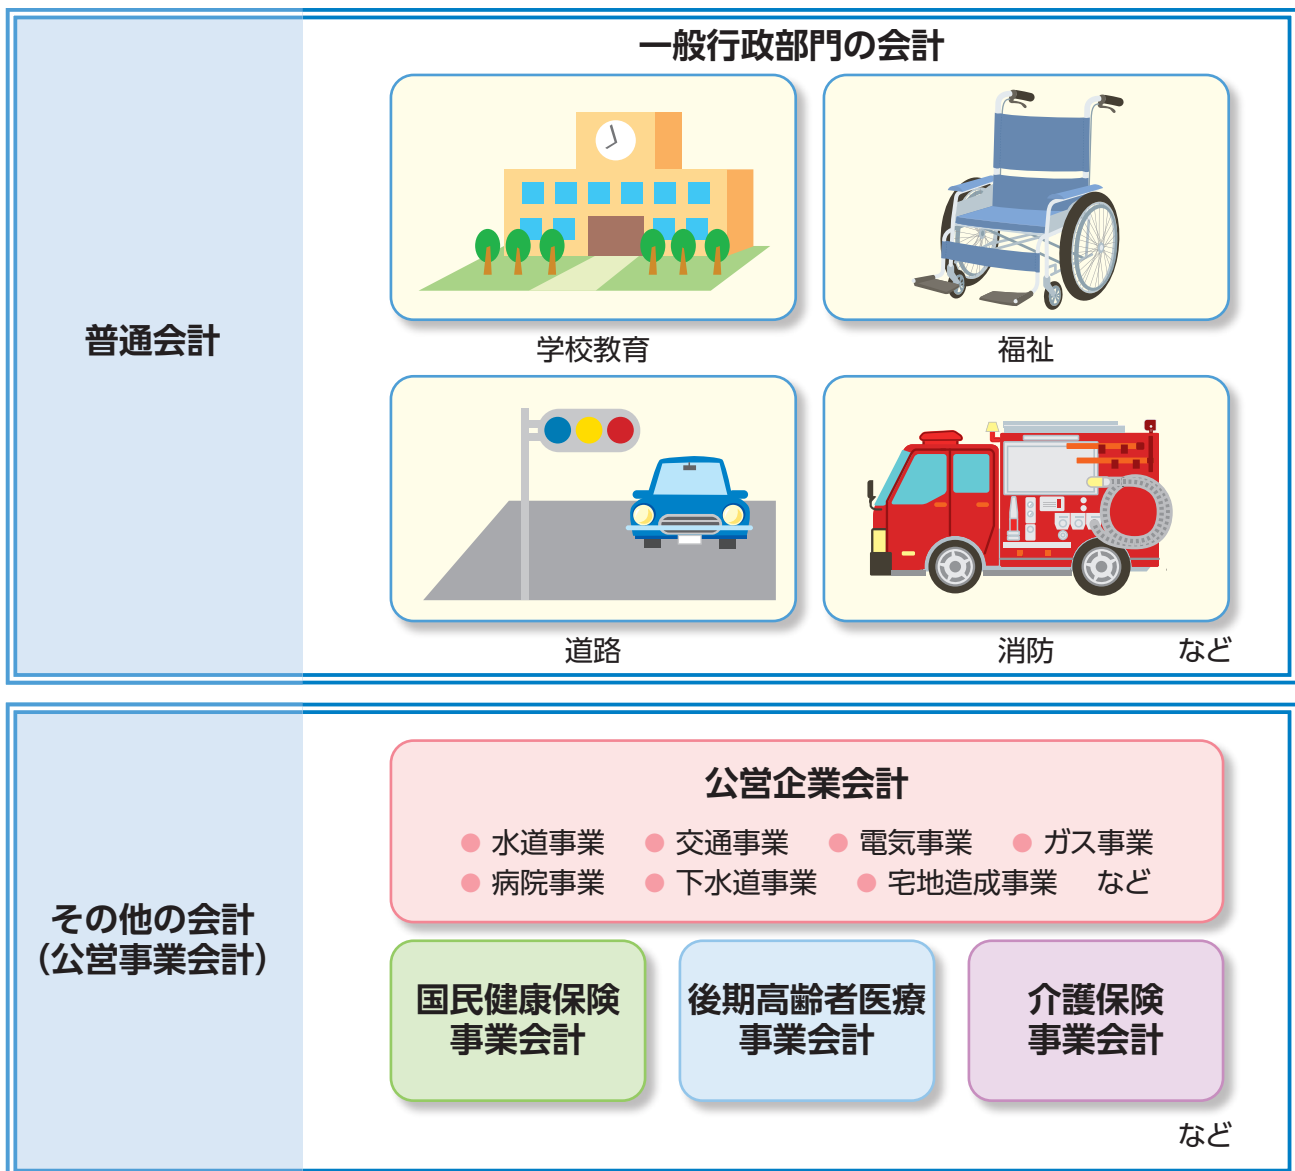 一般行政部門の会計
普通会計
学校教育
福祉
道路
消防
など
その他の会計
（公営事業会計）
公営企業会計
● 水道事業 ● 交通事業 ● 電気事業 ● ガス事業
● 病院事業 ● 下水道事業 ● 宅地造成事業 など
国民健康保険
事業会計
後期高齢者医療
事業会計
介護保険
事業会計
など